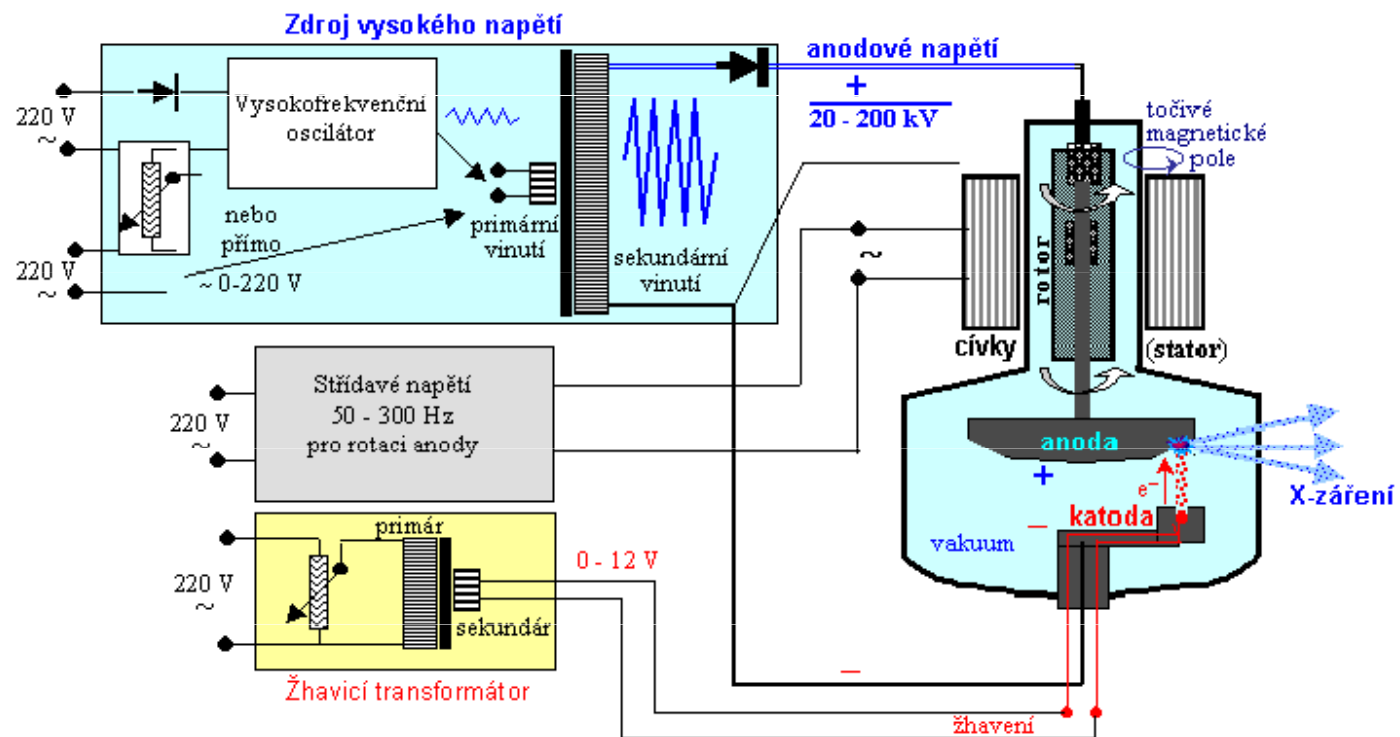 Zdroj vysokého napětí
220 V
~
Vysokofrekvenční
oscilátor
220 V
~
nebo
přímo
~ 0-220 V
primární
vinutí
sekundární
vinutí
anodové napětí
+
20 - 200 kV
točivé
magnetické
pole
rotor
cívky
(stator)
~
220 V
~
Střídavé napětí
50 - 300 Hz
pro rotaci anody
anoda
+
e⁻
X-záření
−
katoda
vakuum
220 V
~
primár
sekundár
0 - 12 V
Žhavicí transformátor
−
žhavení